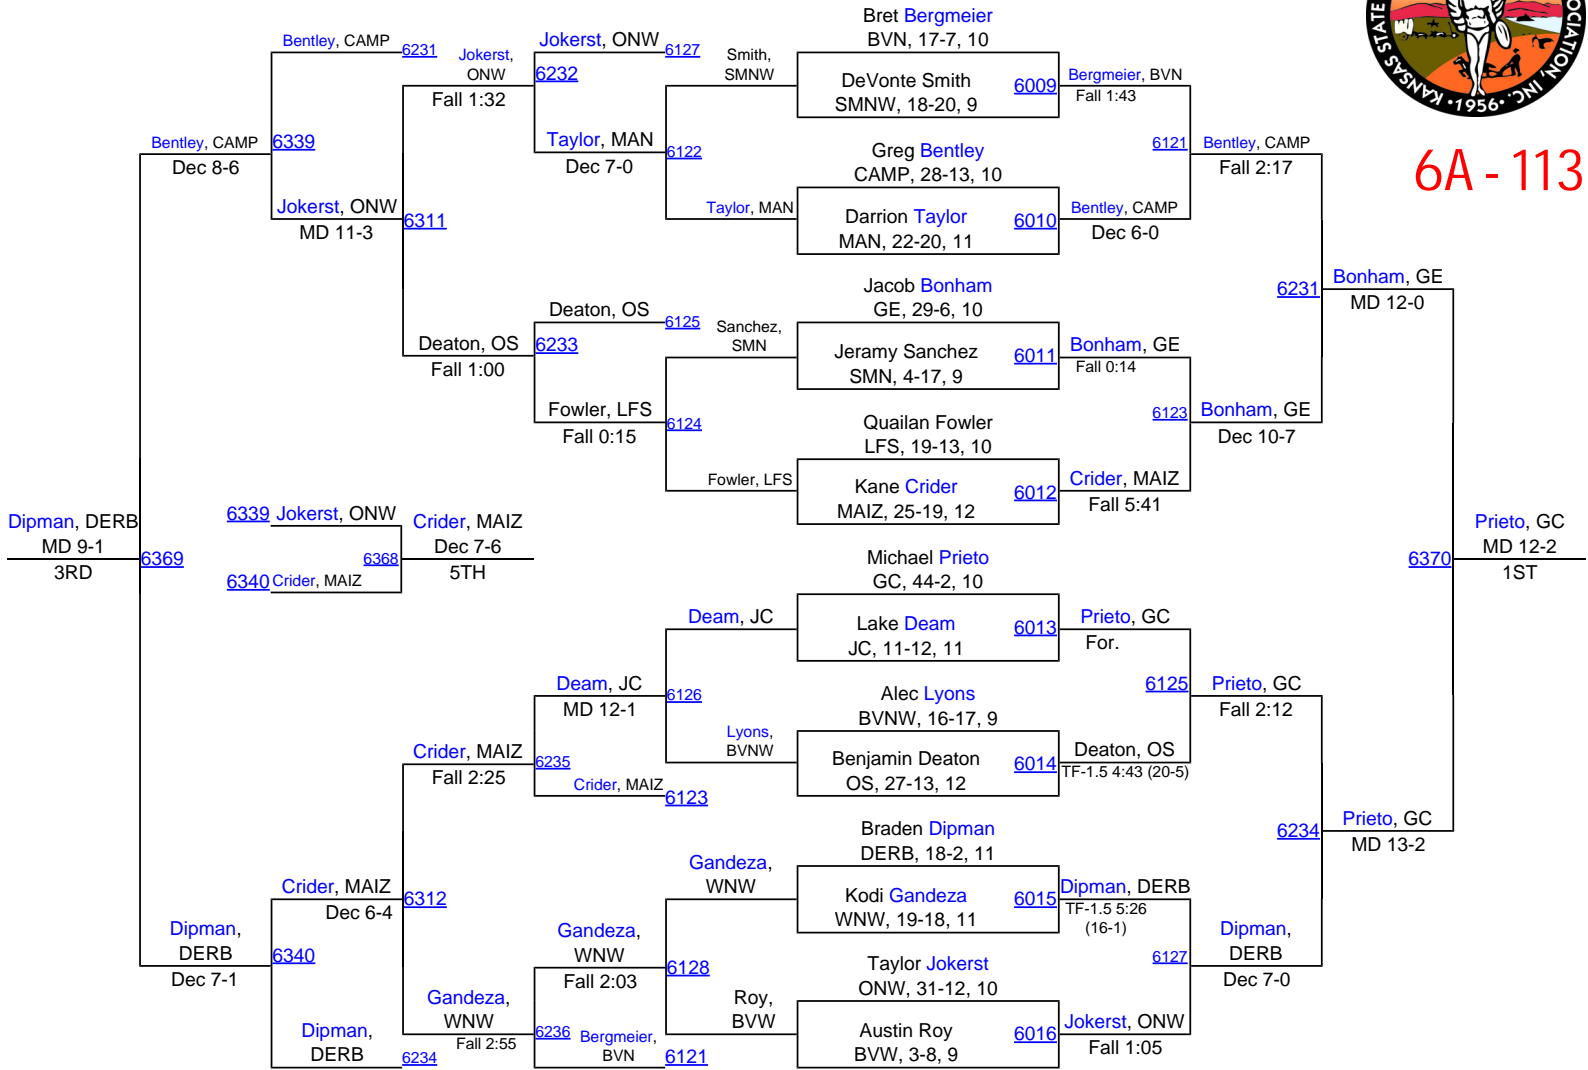 Bentley, CAMP
6231
Jokerst,
ONW
Fall 1:32
Jokerst, ONW
6127
6232
Taylor, MAN
Dec 7-0
6122
Smith,
SMNW
Taylor, MAN
Bentley, CAMP
Dec 8-6
6339
Jokerst, ONW
MD 11-3
6311
Deaton, OS
6125
Deaton, OS
Fall 1:00
6233
Fowler, LFS
Fall 0:15
6124
Sanchez,
SMN
Fowler, LFS
Bret Bergmeier
BVN, 17-7, 10
DeVonte Smith
SMNW, 18-20, 9
6009
Bergmeier, BVN
Fall 1:43
Greg Bentley
CAMP, 28-13, 10
Darrion Taylor
MAN, 22-20, 11
6010
Bentley, CAMP
Dec 6-0
6121
Bentley, CAMP
Fall 2:17
KANSAS STATE
OCIATION, INC.
•1956•
6A - 113
Jacob Bonham
GE, 29-6, 10
Jeramy Sanchez
SMN, 4-17, 9
6011
Bonham, GE
Fall 0:14
Quailan Fowler
LFS, 19-13, 10
Kane Crider
MAIZ, 25-19, 12
6012
Crider, MAIZ
Fall 5:41
6123
Bonham, GE
Dec 10-7
6231
Bonham, GE
MD 12-0
Dipman, DERB
MD 9-1
3RD
6369
6339 Jokerst, ONW
6340 Crider, MAIZ
6368
Crider, MAIZ
Dec 7-6
5TH
6370
Prieto, GC
MD 12-2
1ST
Michael Prieto
GC, 44-2, 10
Lake Deam
JC, 11-12, 11
6013
Prieto, GC
For.
Alec Lyons
BVNW, 16-17, 9
Benjamin Deaton
OS, 27-13, 12
6014
Deaton, OS
TF-1.5 4:43 (20-5)
6125
Prieto, GC
Fall 2:12
Deam, JC
Deam, JC
MD 12-1
6126
Lyons,
BVNW
Crider, MAIZ
Fall 2:25
6235
Crider, MAIZ
6123
Braden Dipman
DERB, 18-2, 11
Kodi Gandeza
WNW, 19-18, 11
6015
Dipman, DERB
TF-1.5 5:26
(16-1)
Taylor Jokerst
ONW, 31-12, 10
Austin Roy
BVW, 3-8, 9
6016
Jokerst, ONW
Fall 1:05
6127
Dipman,
DERB
Dec 7-0
6234
Prieto, GC
MD 13-2
Gandeza,
WNW
Crider, MAIZ
Dec 6-4
6312
Gandeza,
WNW
Fall 2:03
6128
Roy,
BVW
Dipman,
DERB
Dec 7-1
6340
Gandeza,
WNW
Fall 2:55
6236
Bergmeier,
BVN
6121
Dipman,
DERB
6234